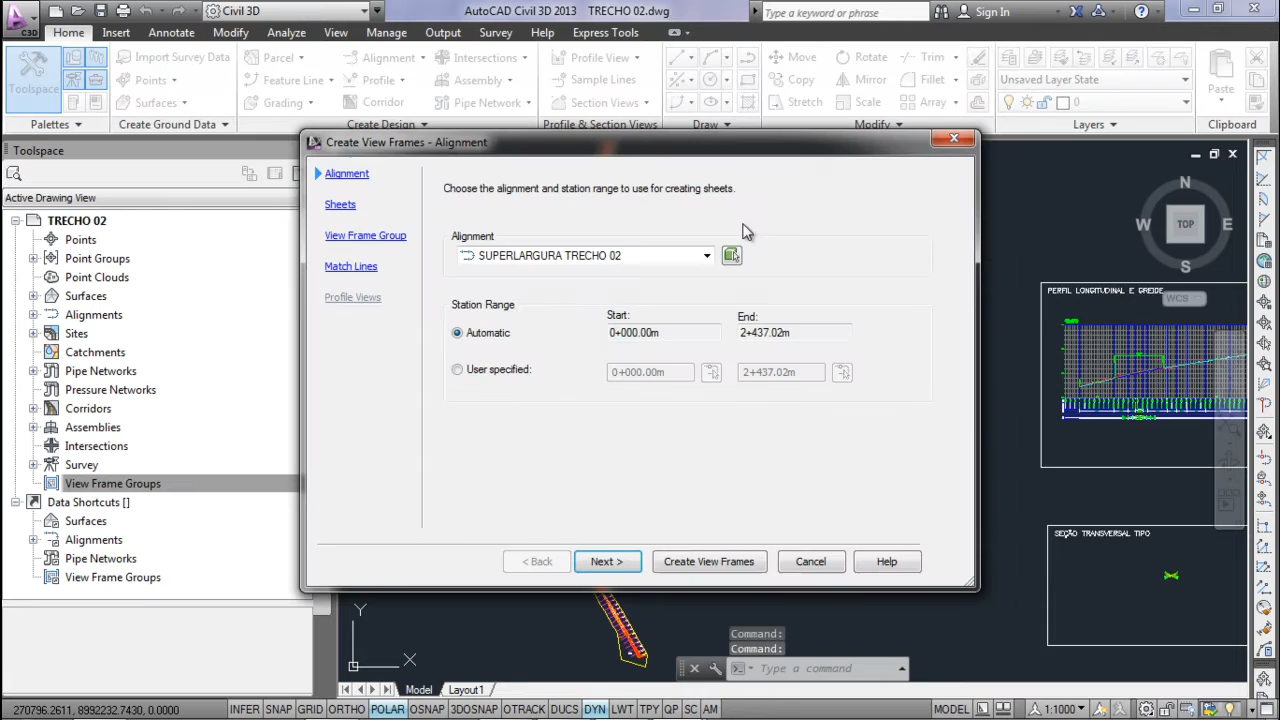 Civil 3D
AutoCAD Civil 3D 2013 TRECHO 02.dwg
Type a keyword or phrase
Sign In
C3D
Home Insert Annotate Modify Analyze View Manage Output Survey Help Express Tools
Toolspace
Import Survey Data
Points
Surfaces
Parcel
Feature Line
Grading
Alignment
Profile
Corridor
Intersections
Assembly
Pipe Network
Profile View
Sample Lines
Section Views
Move
Copy
Stretch
Rotate
Mirror
Scale
Trim
Fillet
Array
Unsaved Layer State
0
Paste
Palettes
Create Ground Data
Create Design
Profile & Section Views
Draw
Modify
Layers
Clipboard
Toolspace
Active Drawing View
TRECHO 02
Points
Point Groups
Point Clouds
Surfaces
Alignments
Sites
Catchments
Pipe Networks
Pressure Networks
Corridors
Assemblies
Intersections
Survey
View Frame Groups
Data Shortcuts []
Surfaces
Alignments
Pipe Networks
View Frame Groups
Create View Frames - Alignment
Alignment
Sheets
View Frame Group
Match Lines
Profile Views
Choose the alignment and station range to use for creating sheets.
Alignment
SUPERLARGURA TRECHO 02
Station Range
Start:
End:
Automatic
0+000.00m
2+437.02m
User specified:
0+000.00m
2+437.02m
< Back
Next >
Create View Frames
Cancel
Help
N
W
TOP
E
S
WCS
PERFIL LONGITUDINAL E GREIDE
SEÇÃO TRANSVERSAL TIPO
Y
X
Command:
Command:
Type a command
Model
Layout1
270796.2611, 8992232.7430, 0.0000
INFER SNAP GRID ORTHO POLAR OSNAP 3DOSNAP OTRACK DUCS DYN LWT TPY QP SC AM
MODEL
1:1000